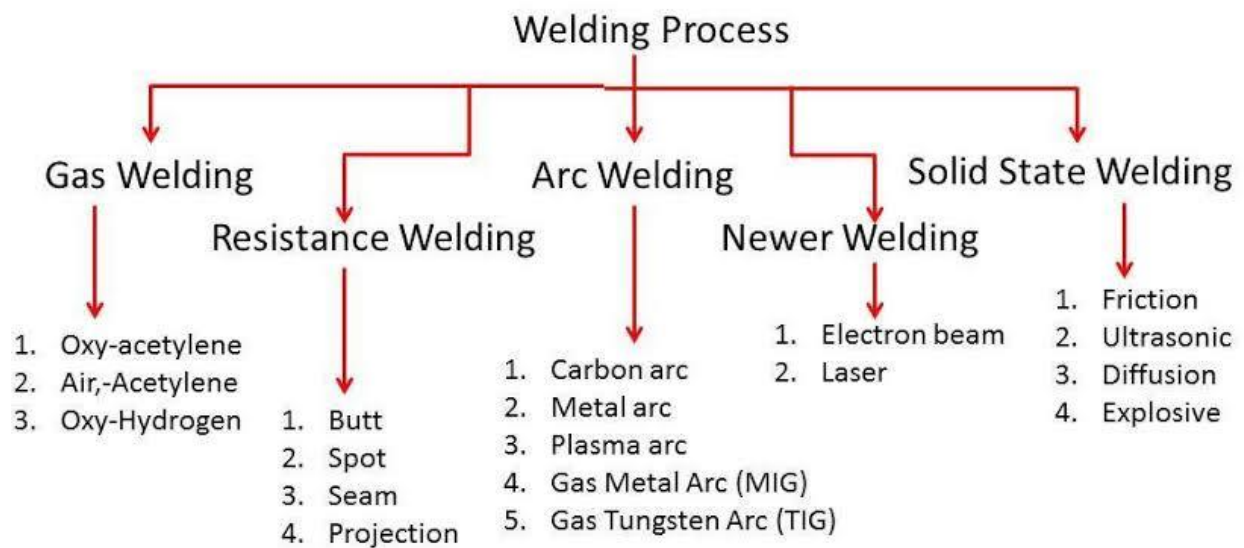 Welding Process
Gas Welding
1. Oxy-acetylene
2. Air,-Acetylene
3. Oxy-Hydrogen
Resistance Welding
1. Butt
2. Spot
3. Seam
4. Projection
Arc Welding
1. Carbon arc
2. Metal arc
3. Plasma arc
4. Gas Metal Arc (MIG)
5. Gas Tungsten Arc (TIG)
Newer Welding
1. Electron beam
2. Laser
Solid State Welding
1. Friction
2. Ultrasonic
3. Diffusion
4. Explosive